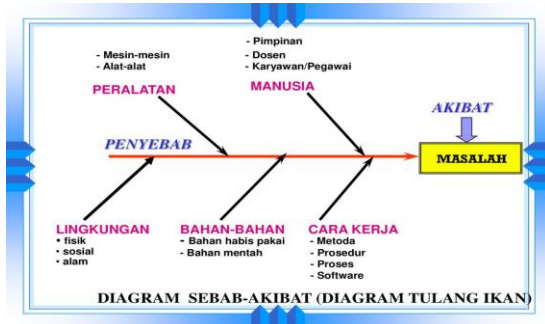 - Mesin-mesin
- Alat-alat
PERALATAN
- Pimpinan
- Dosen
- Karyawan/Pegawai
MANUSIA
AKIBAT
PENYEBAB
MASALAH
LINGKUNGAN
• fisik
• sosial
• alam
BAHAN-BAHAN
- Bahan habis pakai
- Bahan mentah
CARA KERJA
- Metoda
- Prosedur
- Proses
- Software
DIAGRAM SEBAB-AKIBAT (DIAGRAM TULANG IKAN)